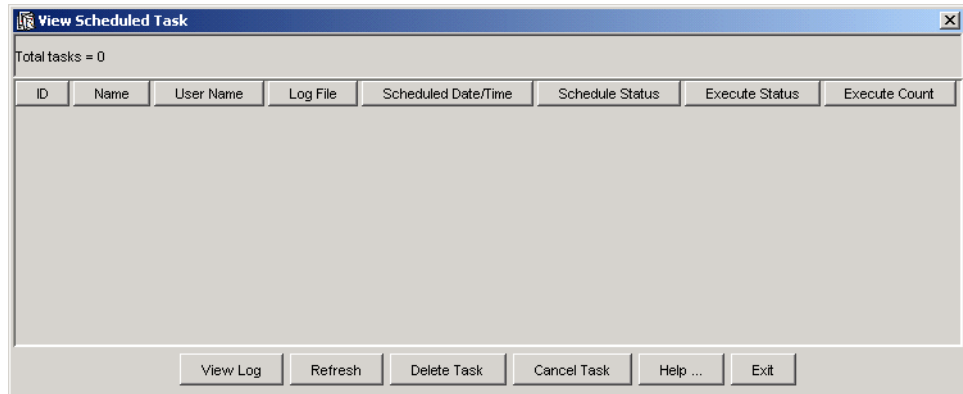 View Scheduled Task
Total tasks = 0
ID Name User Name Log File Scheduled Date/Time Schedule Status Execute Status Execute Count
View Log Refresh Delete Task Cancel Task Help ... Exit